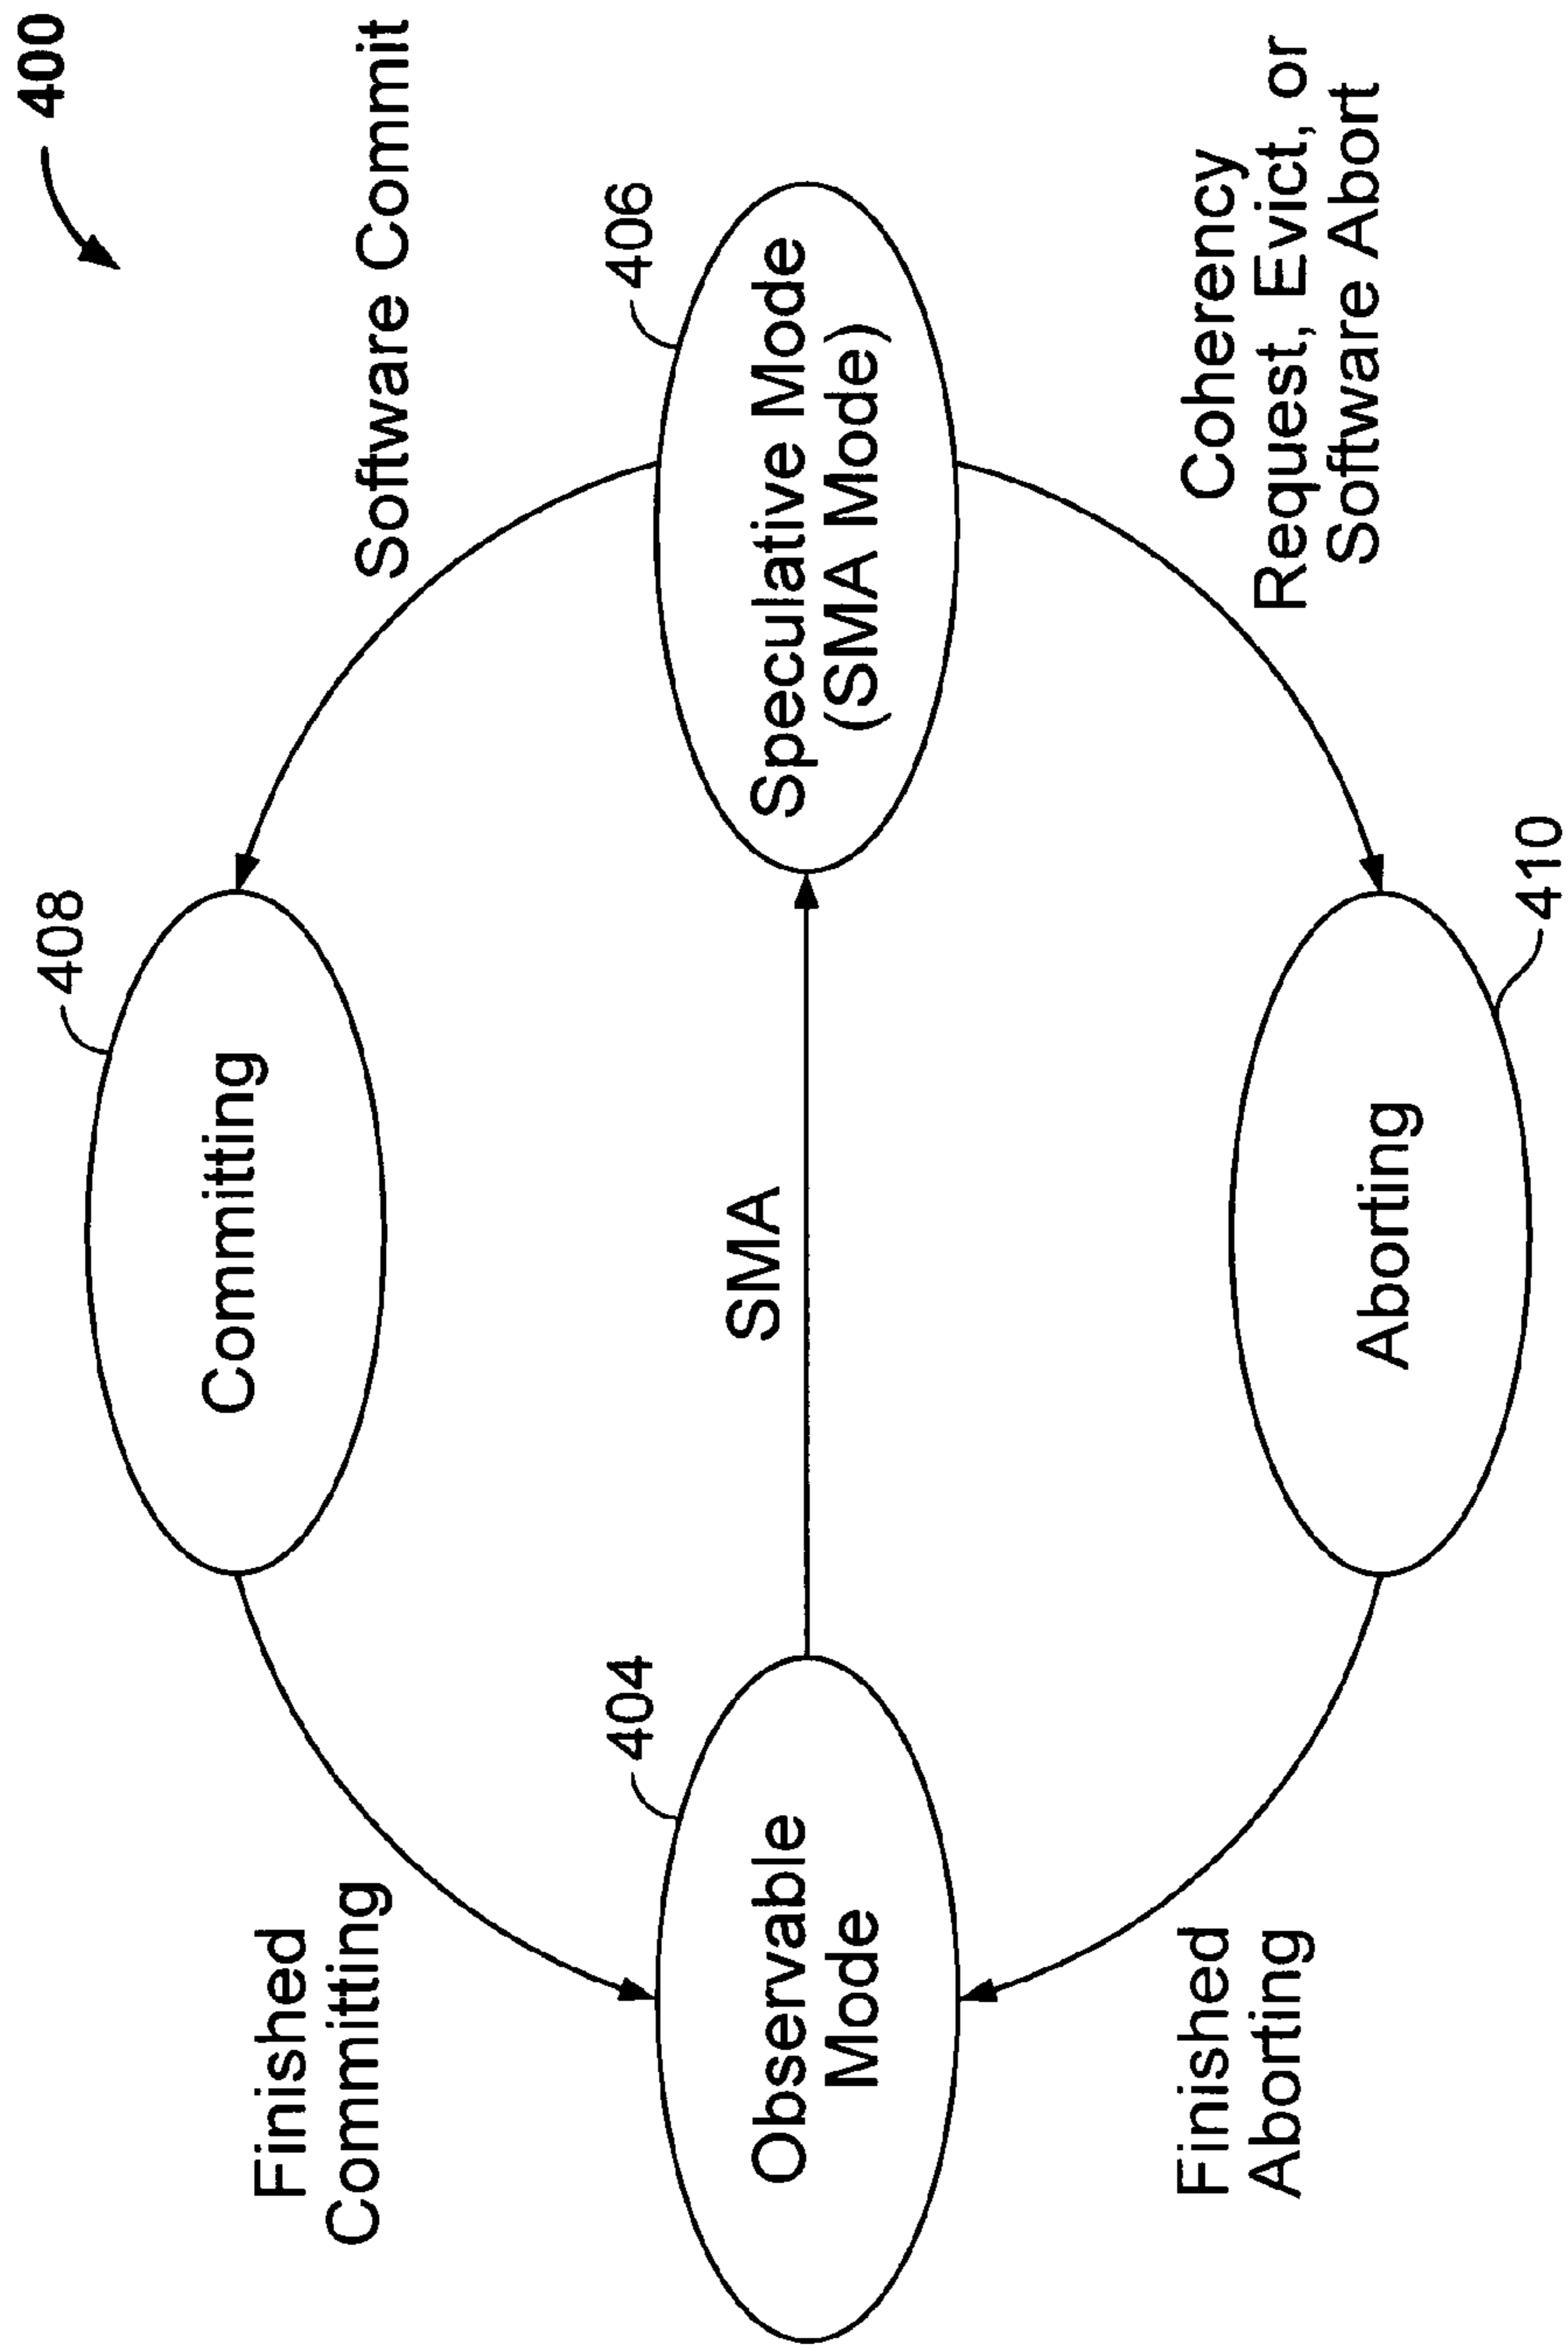 400
408
Committing
Finished
Committing
Software Commit
404
Observable
Mode
SMA
406
Speculative Mode
(SMA Mode)
Finished
Aborting
Aborting
410
Coherency
Request, Evict, or
Software Abort